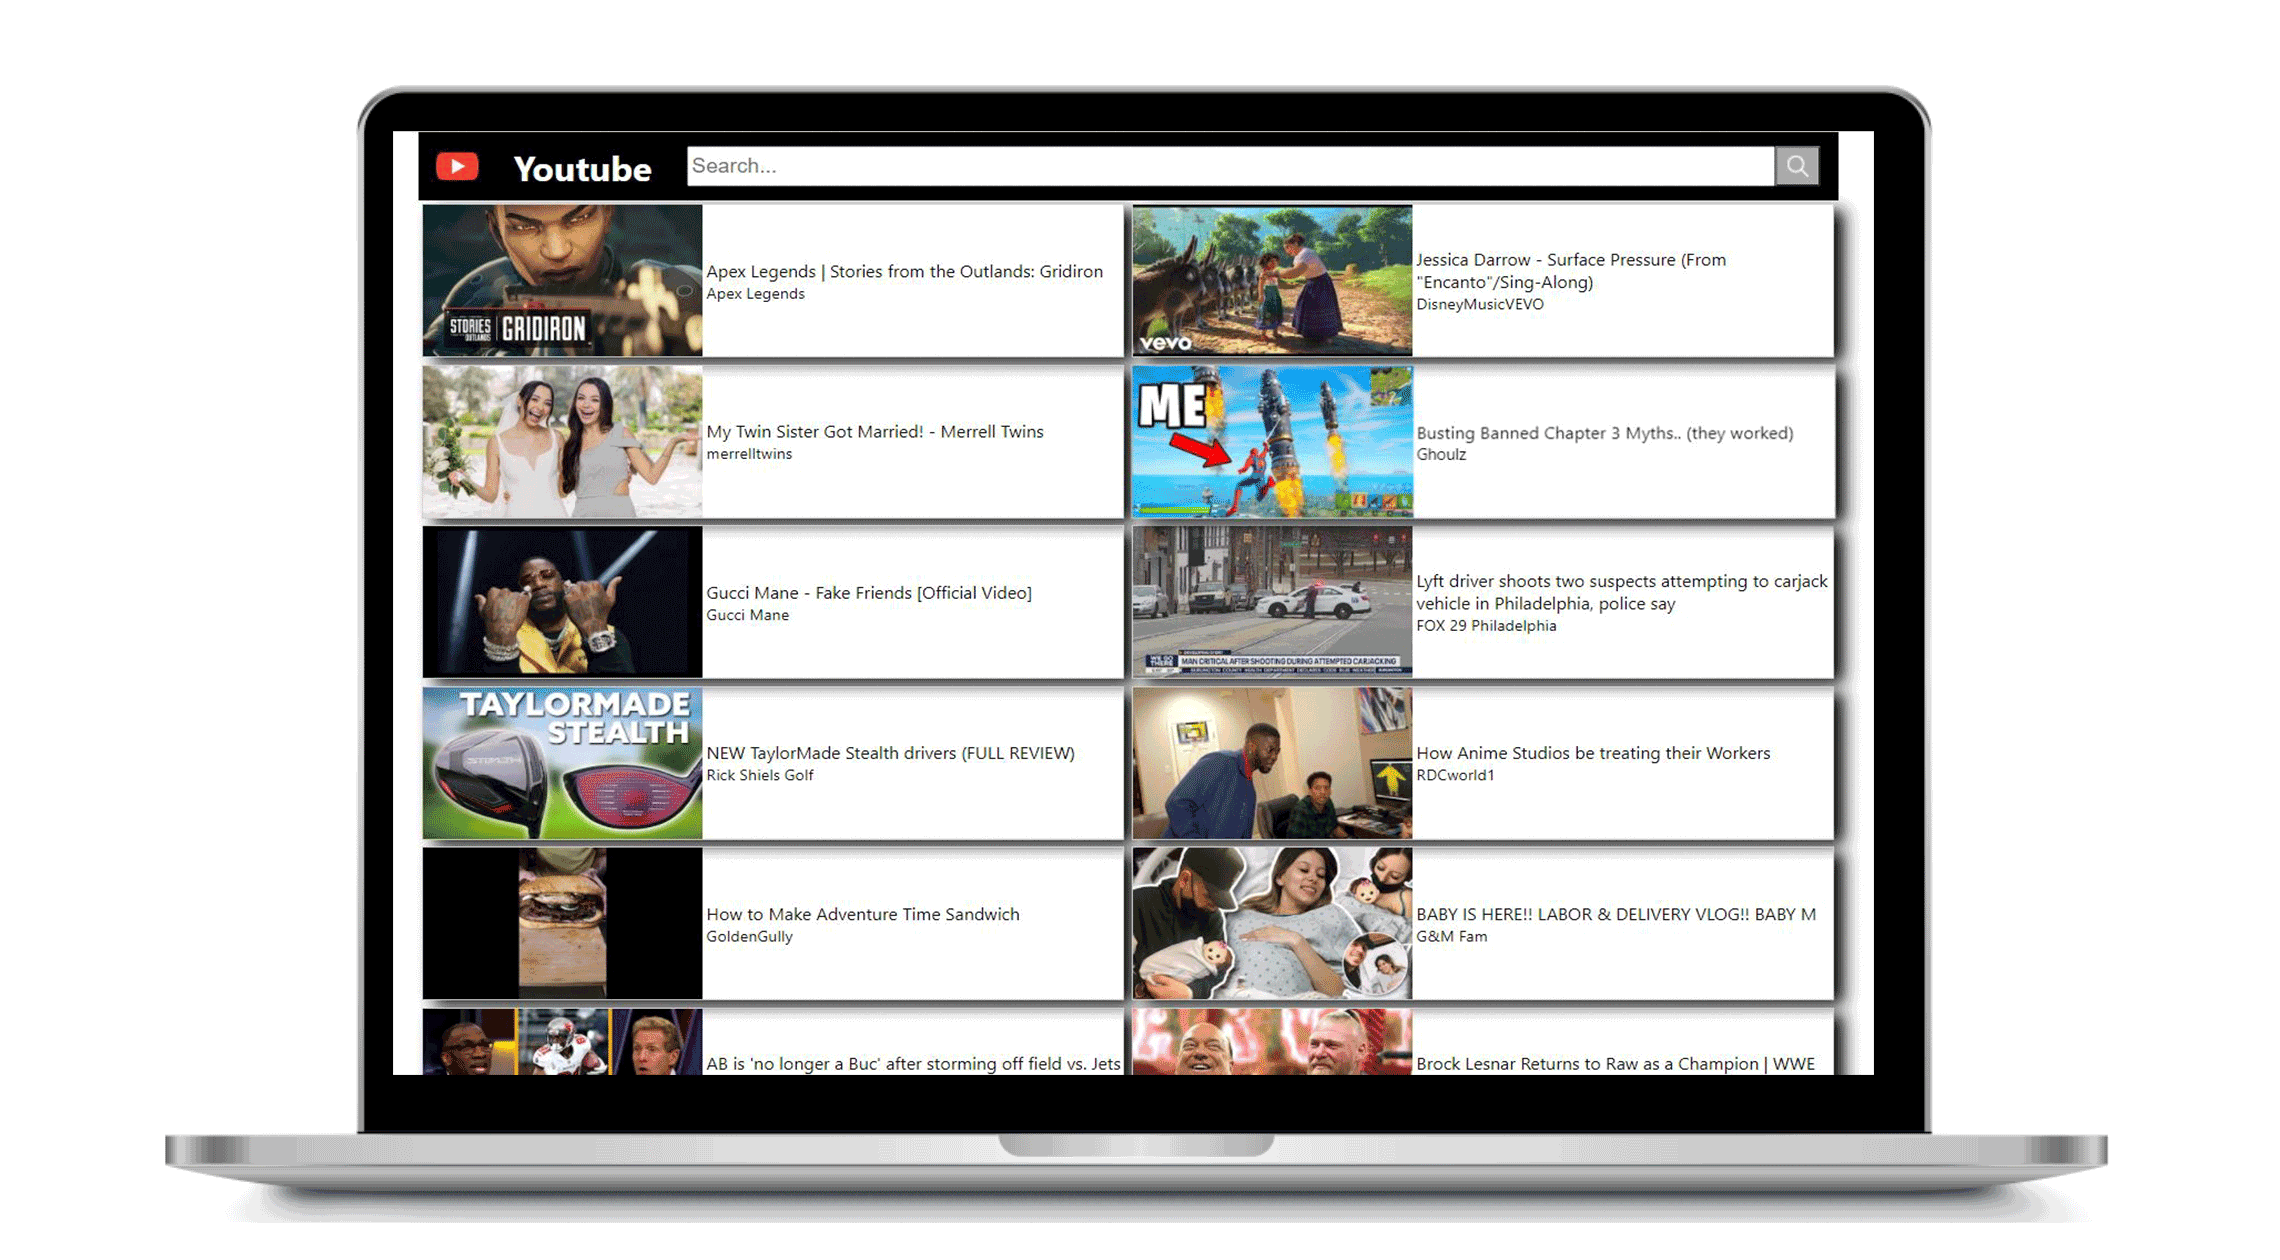 Youtube
Search...
STORIES
OUTLANDS
GRIDIRON
Apex Legends | Stories from the Outlands: Gridiron
Apex Legends
vevo
Jessica Darrow - Surface Pressure (From
"Encanto"/Sing-Along)
DisneyMusicVEVO
My Twin Sister Got Married! - Merrell Twins
merrelltwins
ME
Busting Banned Chapter 3 Myths.. (they worked)
Ghoulz
Gucci Mane - Fake Friends [Official Video]
Gucci Mane
WE GO
THERE
MAN CRITICAL AFTER SHOOTING DURING ATTEMPTED CARJACKING
Lyft driver shoots two suspects attempting to carjack
vehicle in Philadelphia, police say
FOX 29 Philadelphia
TAYLORMADE
STEALTH
STEALTH
NEW TaylorMade Stealth drivers (FULL REVIEW)
Rick Shiels Golf
How Anime Studios be treating their Workers
RDCworld1
How to Make Adventure Time Sandwich
GoldenGully
BABY IS HERE!! LABOR & DELIVERY VLOG!! BABY M
G&M Fam
AB is 'no longer a Buc' after storming off field vs. Jets
Brock Lesnar Returns to Raw as a Champion | WWE